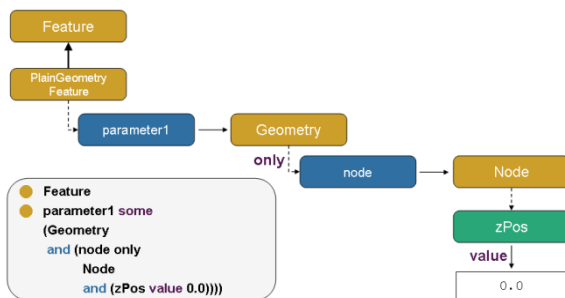 Feature
PlainGeometry
Feature
parameter1
Geometry
only
node
Node
zPos
value
0.0
Feature
parameter1 some
(Geometry
and (node only
Node
and (zPos value 0.0))))